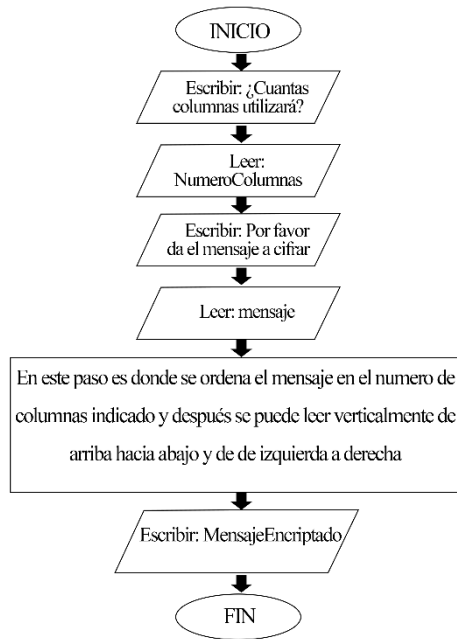 INICIO
Escribir: ¿Cuantas
columnas utilizará?
Leer:
NumeroColumnas
Escribir: Por favor
da el mensaje a cifrar
Leer: mensaje
En este paso es donde se ordena el mensaje en el numero de
columnas indicado y después se puede leer verticalmente de
arriba hacia abajo y de de izquierda a derecha
Escribir: MensajeEncriptado
FIN